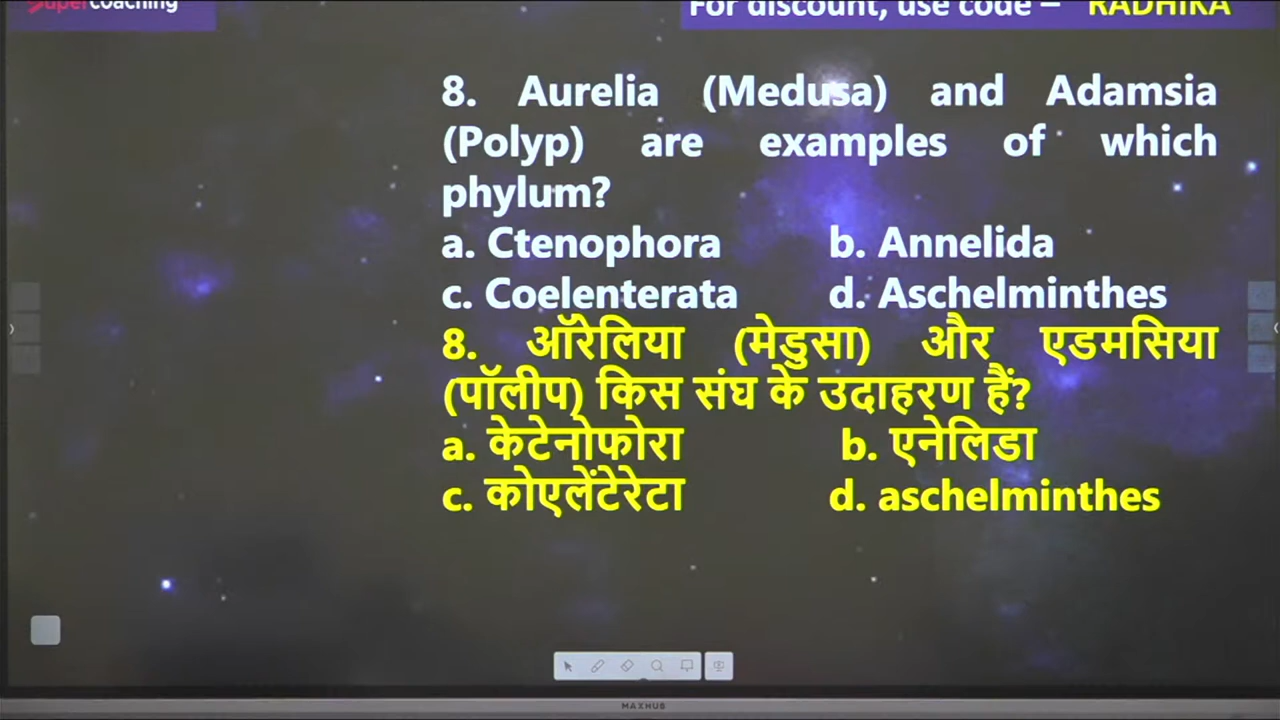 Supercoaching
For discount, use code – RADHIKA
8. Aurelia (Medusa) and Adamsia
(Polyp) are examples of which
phylum?
a. Ctenophora b. Annelida
c. Coelenterata d. Aschelminthes
8. ऑरेलिया (मेडुसा) और एडमसिया
(पॉलीप) किस संघ के उदाहरण हैं?
a. केटेनोफोरा b. एनेलिडा
c. कोएलेंटेरेटा d. aschelminthes
MAXHUB